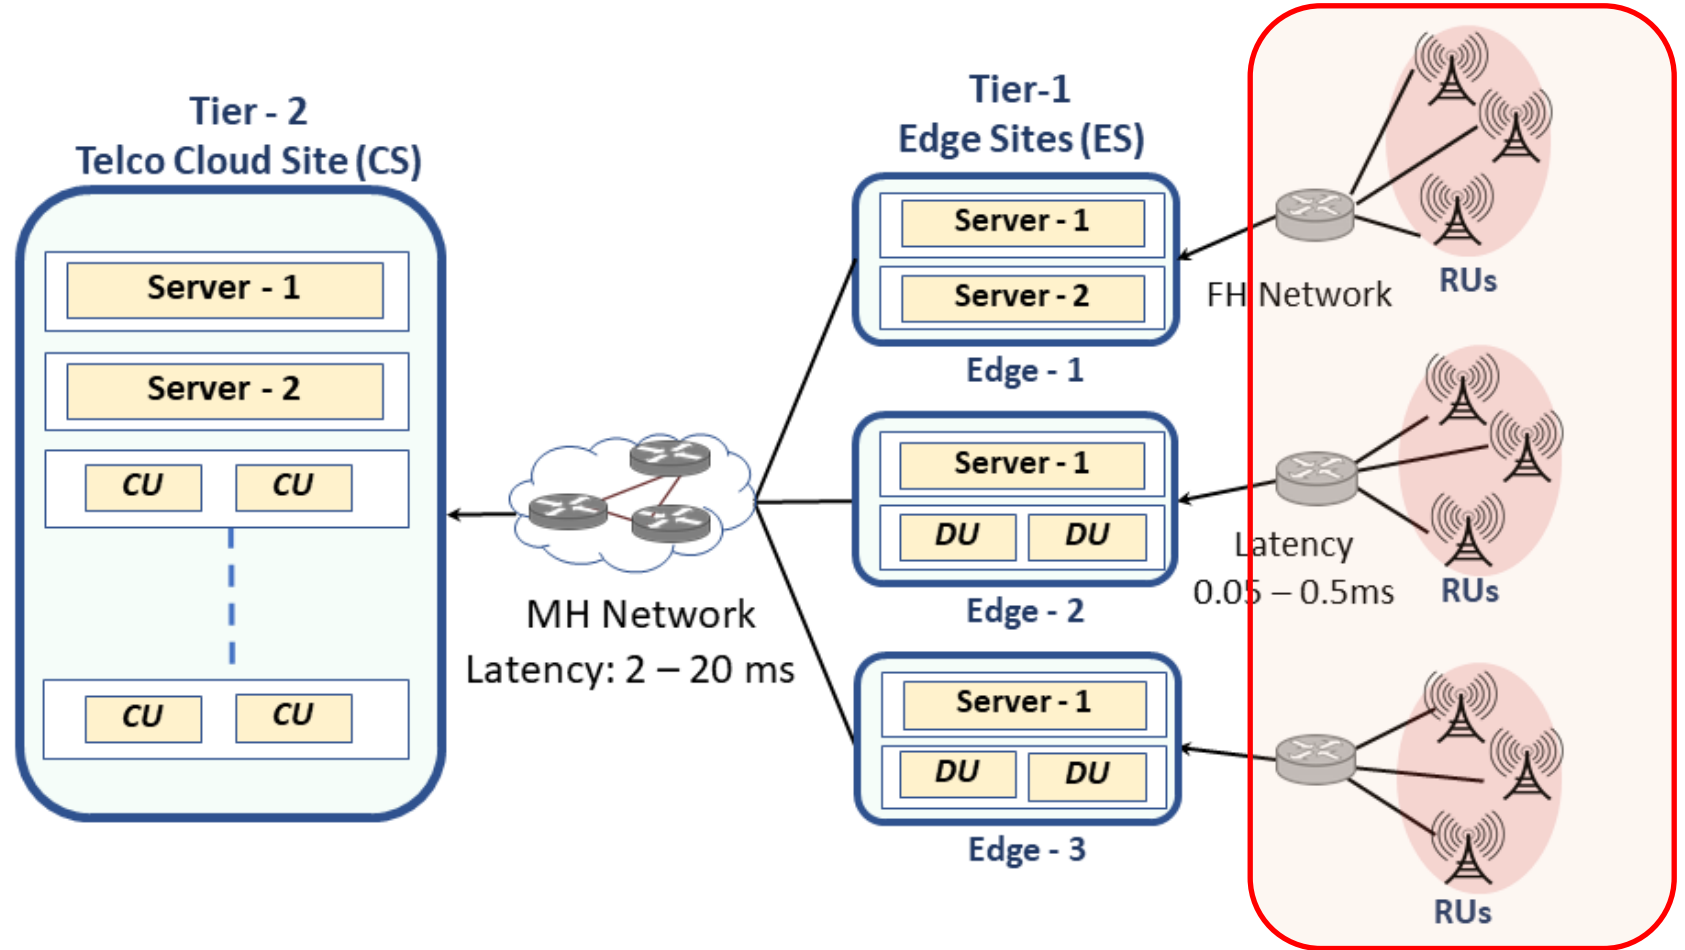 Tier - 2
Telco Cloud Site (CS)
Server - 1
Server - 2
CU CU
CU CU
MH Network
Latency: 2 – 20 ms
Tier-1
Edge Sites (ES)
Server - 1
Server - 2
Edge - 1
Server - 1
DU DU
Edge - 2
Server - 1
DU DU
Edge - 3
FH Network
Latency
0.05 – 0.5ms
RUs
RUs
RUs